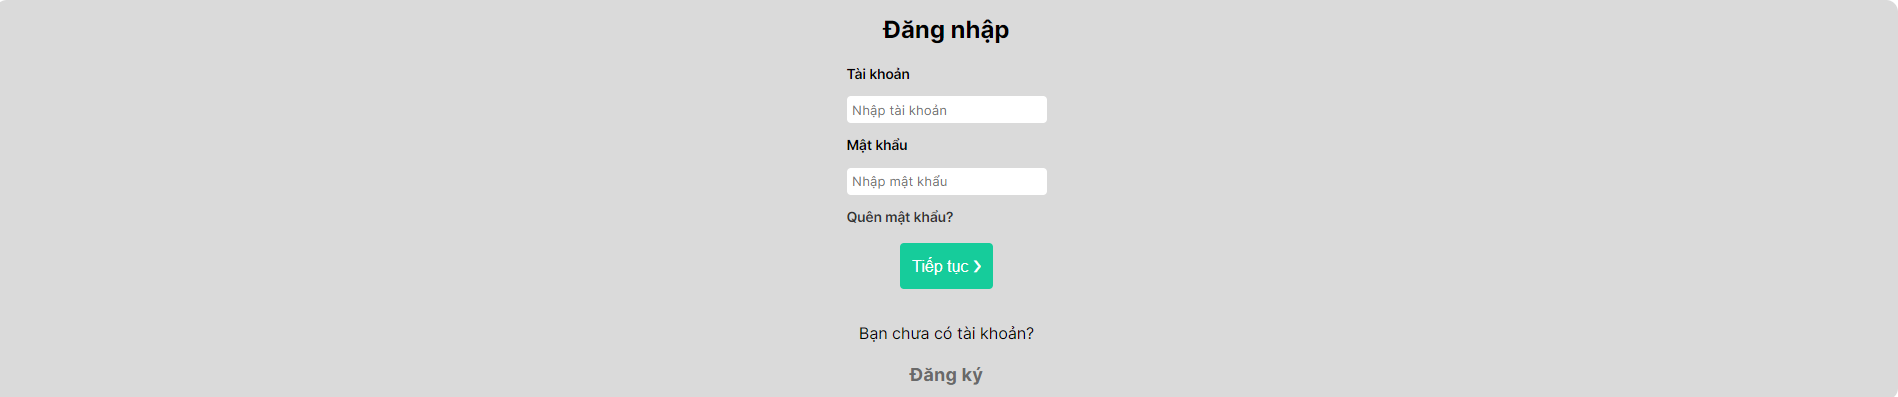 Đăng nhập
Tài khoản
Nhập tài khoản
Mật khẩu
Nhập mật khẩu
Quên mật khẩu?
Tiếp tục ❯
Bạn chưa có tài khoản?
Đăng ký